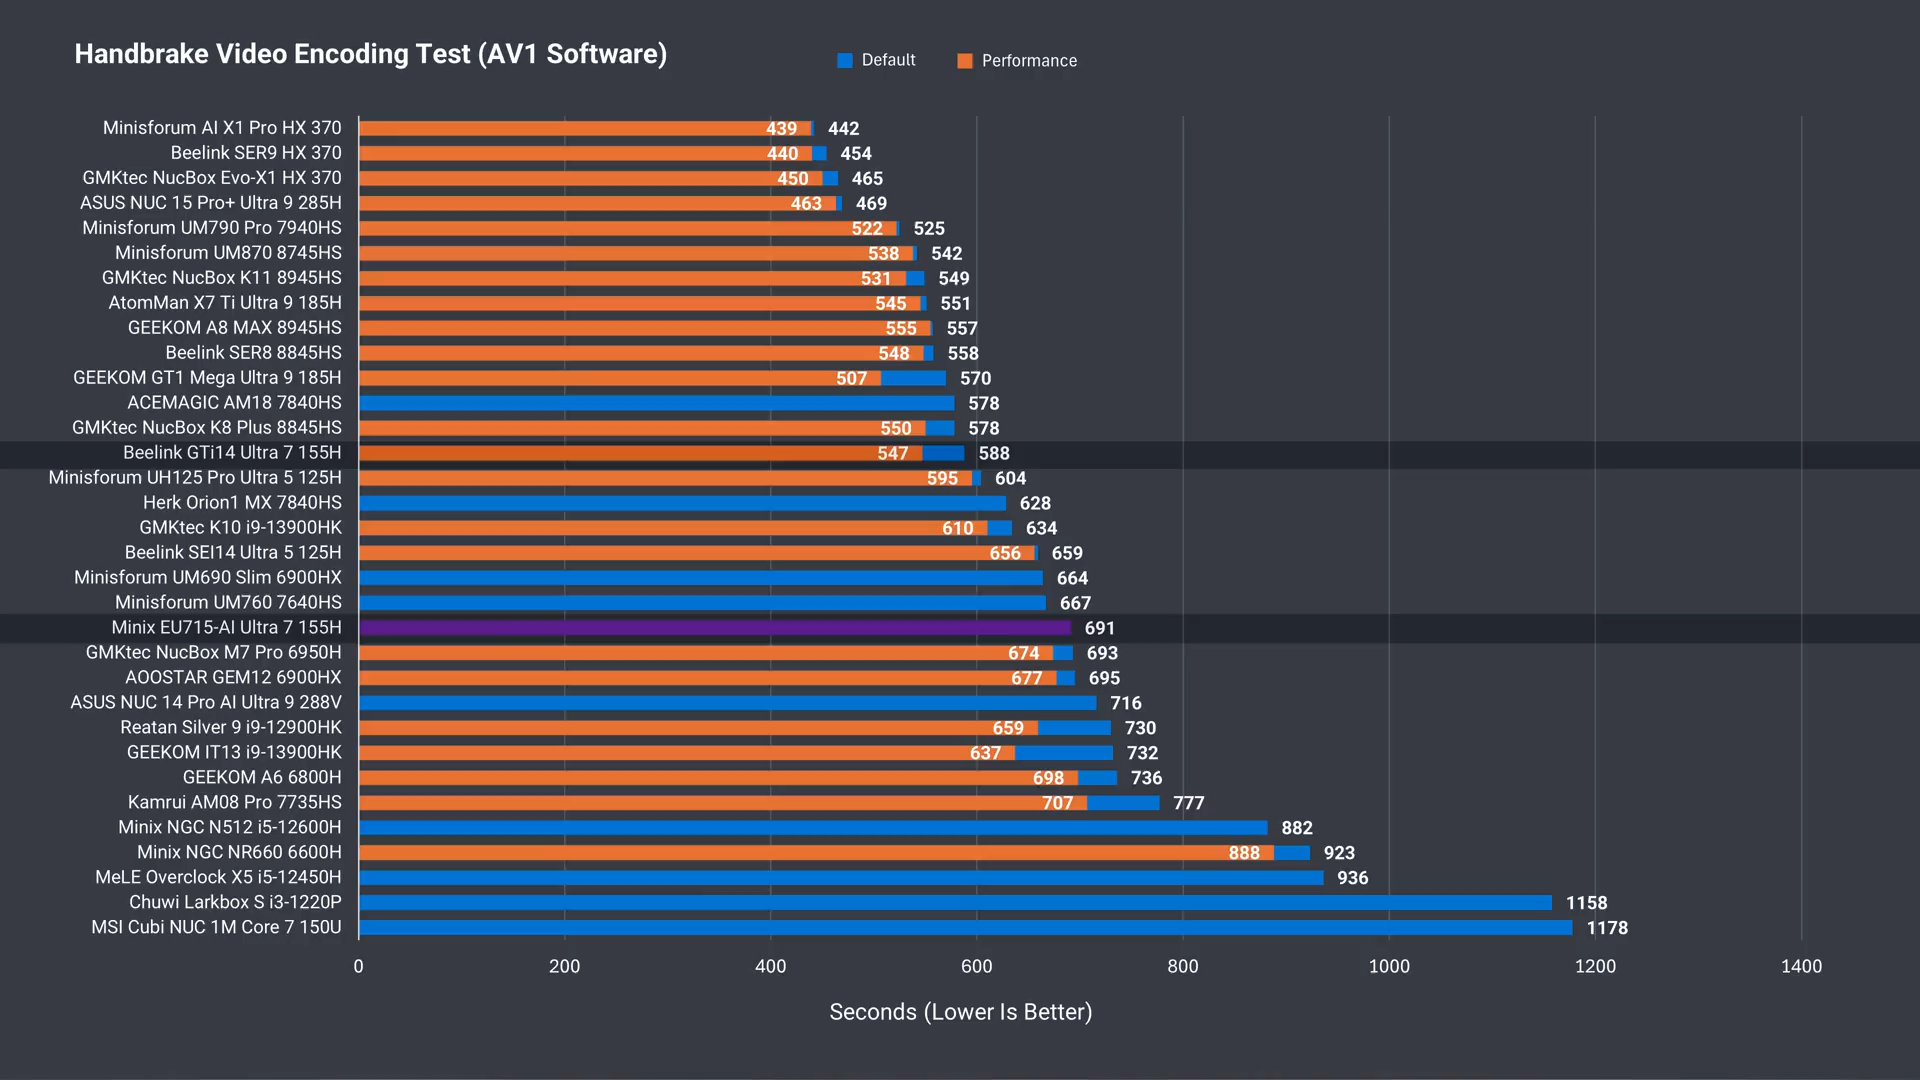 Handbrake Video Encoding Test (AV1 Software)
Default
Performance
Minisforum AI X1 Pro HX 370 439 442
Beelink SER9 HX 370 440 454
GMKtec NucBox Evo-X1 HX 370 450 465
ASUS NUC 15 Pro+ Ultra 9 285H 463 469
Minisforum UM790 Pro 7940HS 522 525
Minisforum UM870 8745HS 538 542
GMKtec NucBox K11 8945HS 531 549
AtomMan X7 Ti Ultra 9 185H 545 551
GEEKOM A8 MAX 8945HS 555 557
Beelink SER8 8845HS 548 558
GEEKOM GT1 Mega Ultra 9 185H 507 570
ACEMAGIC AM18 7840HS 578
GMKtec NucBox K8 Plus 8845HS 550 578
Beelink GTi14 Ultra 7 155H 547 588
Minisforum UH125 Pro Ultra 5 125H 595 604
Herk Orion1 MX 7840HS 628
GMKtec K10 i9-13900HK 610 634
Beelink SEI14 Ultra 5 125H 656 659
Minisforum UM690 Slim 6900HX 664
Minisforum UM760 7640HS 667
Minix EU715-AI Ultra 7 155H 691
GMKtec NucBox M7 Pro 6950H 674 693
AOOSTAR GEM12 6900HX 677 695
ASUS NUC 14 Pro AI Ultra 9 288V 716
Reatan Silver 9 i9-12900HK 659 730
GEEKOM IT13 i9-13900HK 637 732
GEEKOM A6 6800H 698 736
Kamrui AM08 Pro 7735HS 707 777
Minix NGC N512 i5-12600H 882
Minix NGC NR660 6600H 888 923
MeLE Overclock X5 i5-12450H 936
Chuwi Larkbox S i3-1220P 1158
MSI Cubi NUC 1M Core 7 150U 1178
0 200 400 600 800 1000 1200 1400
Seconds (Lower Is Better)